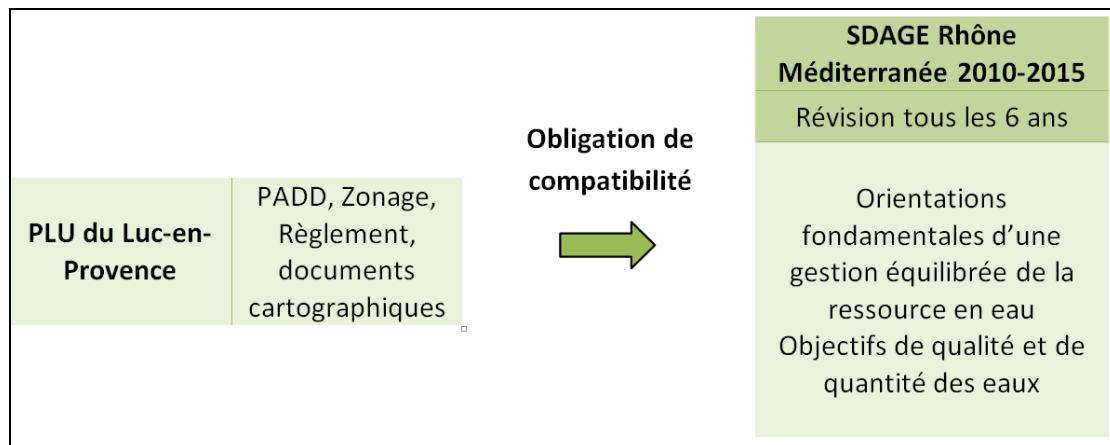 PLU du Luc-en-
Provence
PADD, Zonage,
Règlement,
documents
cartographiques
Obligation de
compatibilité
SDAGE Rhône
Méditerranée 2010-2015
Révision tous les 6 ans
Orientations
fondamentales d’une
gestion équilibrée de la
ressource en eau
Objectifs de qualité et de
quantité des eaux